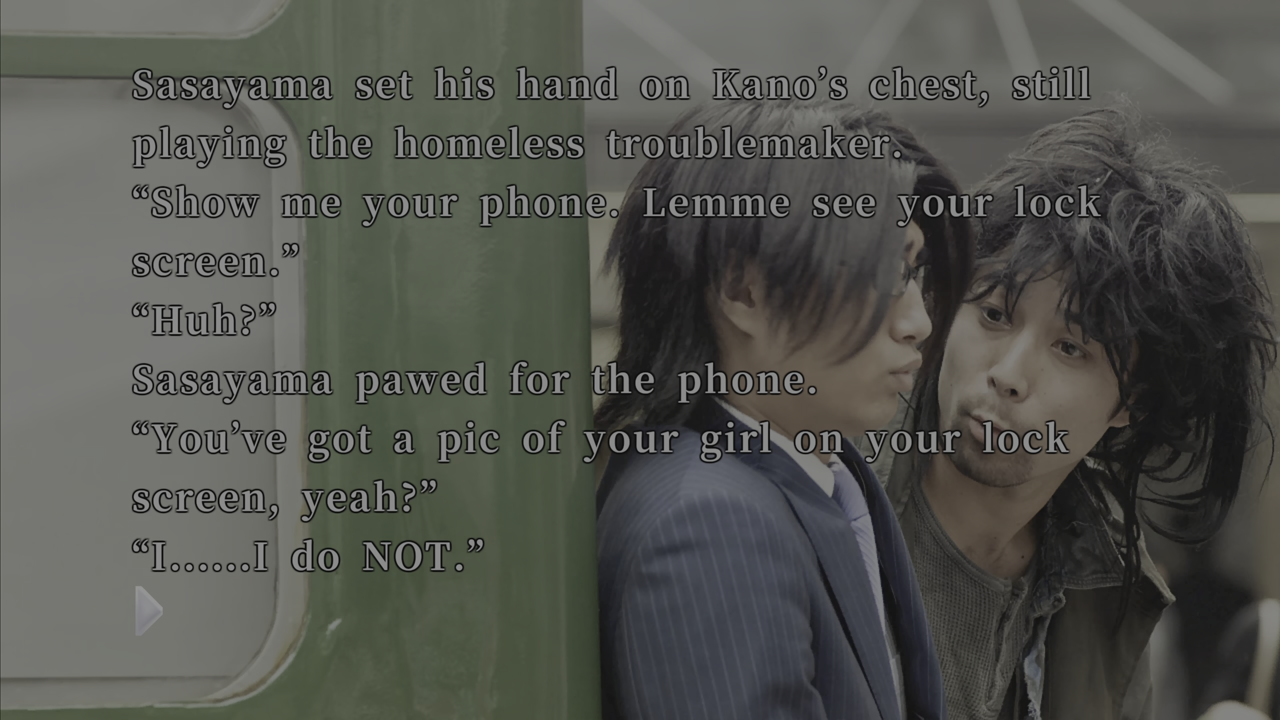 Sasayama set his hand on Kano’s chest, still
playing the homeless troublemaker.
“Show me your phone. Lemme see your lock
screen.”
“Huh?”
Sasayama pawed for the phone.
“You’ve got a pic of your girl on your lock
screen, yeah?”
“I......I do NOT.”